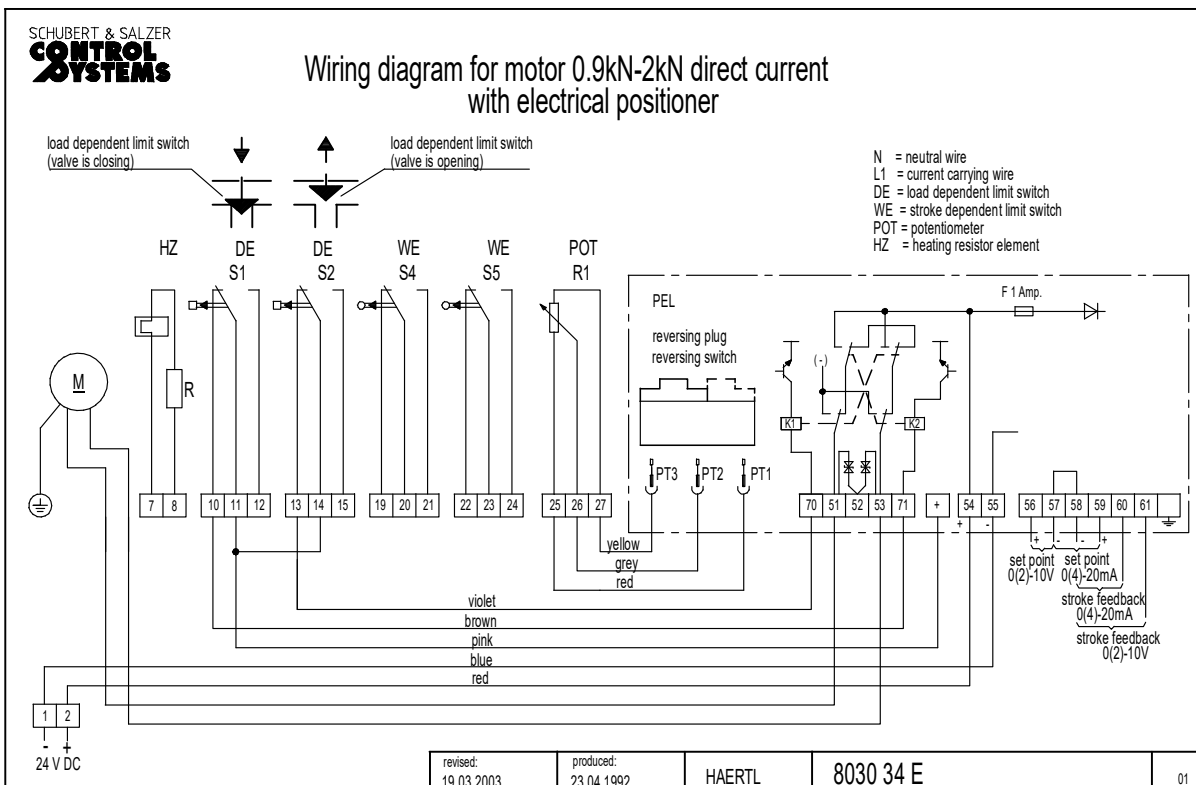 SCHUBERT & SALZER
CONTROL
SYSTEMS
Wiring diagram for motor 0.9kN-2kN direct current
with electrical positioner
load dependent limit switch
(valve is closing)
load dependent limit switch
(valve is opening)
N = neutral wire
L1 = current carrying wire
DE = load dependent limit switch
WE = stroke dependent limit switch
POT = potentiometer
HZ = heating resistor element
HZ DE DE WE WE POT
S1 S2 S4 S5 R1
PEL
reversing plug
reversing switch
F 1 Amp.
(-)
M
R
K1 K2
PT3 PT2 PT1
7 8 10 11 12 13 14 15 19 20 21 22 23 24 25 26 27 70 51 52 53 71 + 54 55 56 57 58 59 60 61
+ -
+ - - +
yellow
grey
red
set point
0(2)-10V
set point
0(4)-20mA
stroke feedback
0(4)-20mA
stroke feedback
0(2)-10V
violet
brown
pink
blue
red
1 2
- +
24 V DC
revised:
19.03.2003
produced:
23.04.1992
HAERTL
8030 34 E
01